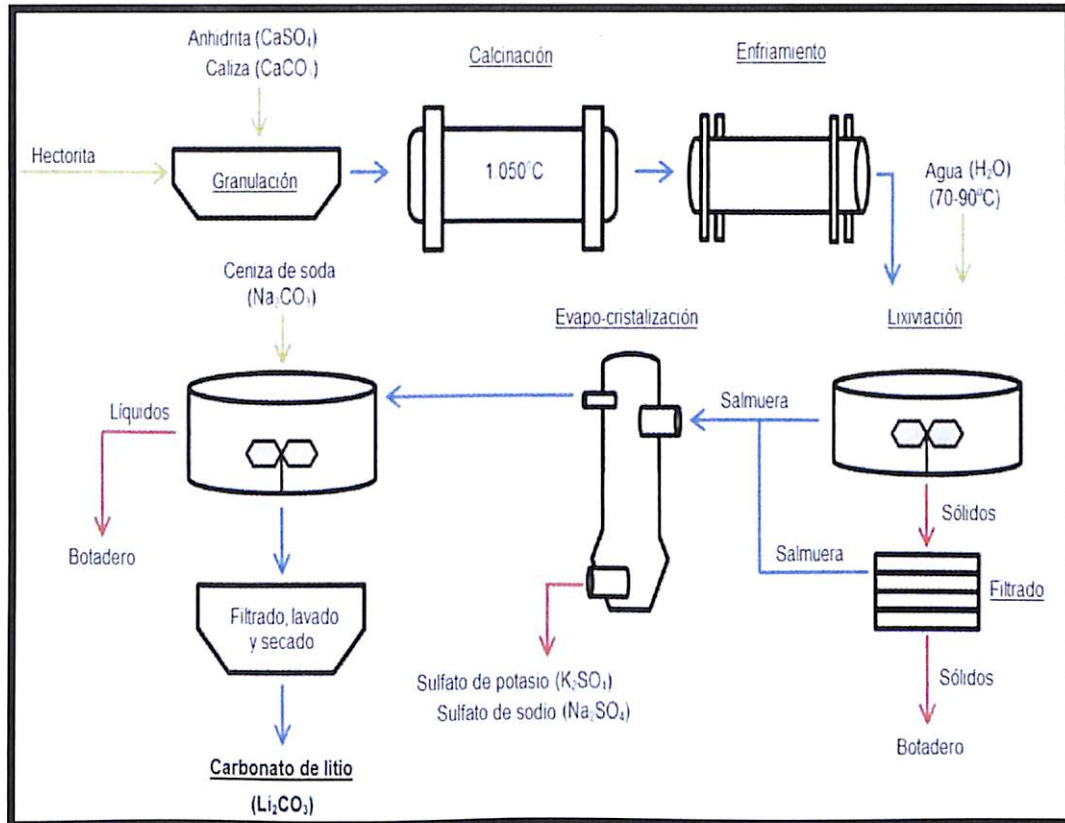 Anhidrita (CaSO₄)
Caliza (CaCO₃)
Calcinación
Enfriamiento
Hectorita
Granulación
1.050°C
Agua (H₂O)
(70-90°C)
Ceniza de soda
(Na₂CO₃)
Evapo-cristalización
Lixiviación
Líquidos
Salmuera
Sólidos
Botadero
Salmuera
Filtrado
Filtrado, lavado
y secado
Sólidos
Sulfato de potasio (K₂SO₄)
Sulfato de sodio (Na₂SO₄)
Botadero
Carbonato de litio
(Li₂CO₃)